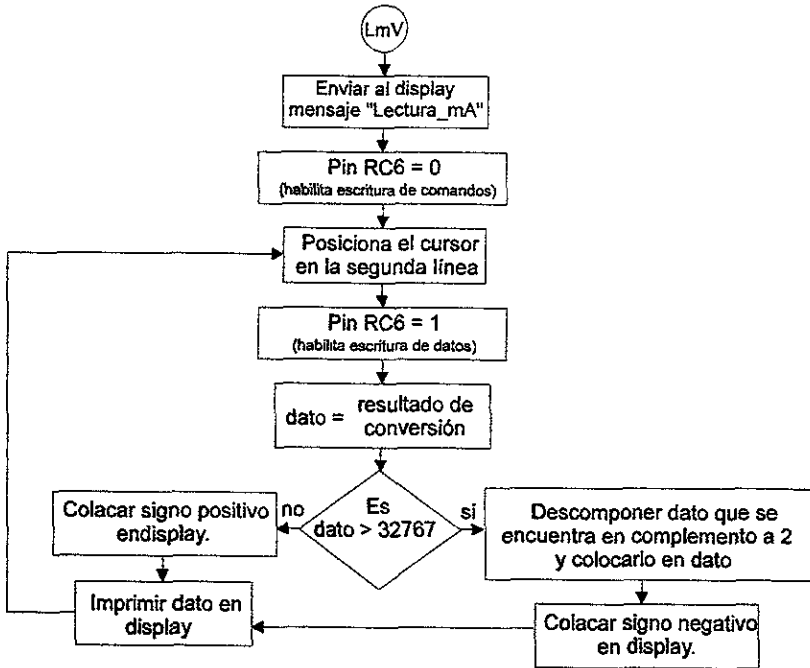 LmV
Enviar al display
mensaje "Lectura_mA"
Pin RC6 = 0
(habilita escritura de comandos)
Posiciona el cursor
en la segunda línea
Pin RC6 = 1
(habilita escritura de datos)
dato = resultado de
conversión
Es
dato > 32767
no
si
Colacar signo positivo
endisplay.
Descomponer dato que se
encuentra en complemento a 2
y colocarlo en dato
Imprimir dato en
display
Colacar signo negativo
en display.